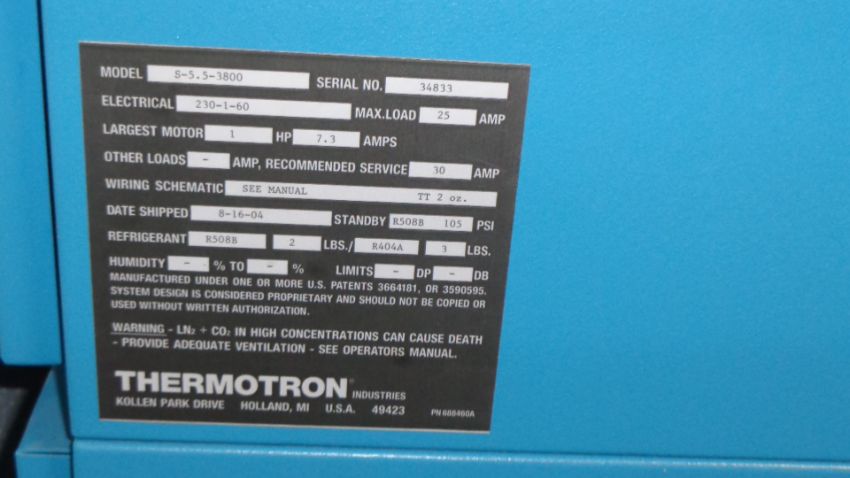 MODEL S-5.5-3800 SERIAL NO. 34833
ELECTRICAL 230-1-60 MAX.LOAD 25 AMP
LARGEST MOTOR 1 HP 7.3 AMPS
OTHER LOADS - AMP, RECOMMENDED SERVICE 30 AMP
WIRING SCHEMATIC SEE MANUAL TT 2 oz.
DATE SHIPPED 8-16-04 STANDBY R508B 105 PSI
REFRIGERANT R508B 2 LBS./ R404A 3 LBS.
HUMIDITY - % TO - % LIMITS - DP - DB
MANUFACTURED UNDER ONE OR MORE U.S. PATENTS 3664181, OR 3590595.
SYSTEM DESIGN IS CONSIDERED PROPRIETARY AND SHOULD NOT BE COPIED OR
USED WITHOUT WRITTEN AUTHORIZATION.
WARNING - LN₂ + CO₂ IN HIGH CONCENTRATIONS CAN CAUSE DEATH
- PROVIDE ADEQUATE VENTILATION - SEE OPERATORS MANUAL.
THERMOTRON® INDUSTRIES
KOLLEN PARK DRIVE HOLLAND, MI U.S.A. 49423 PN 688460A